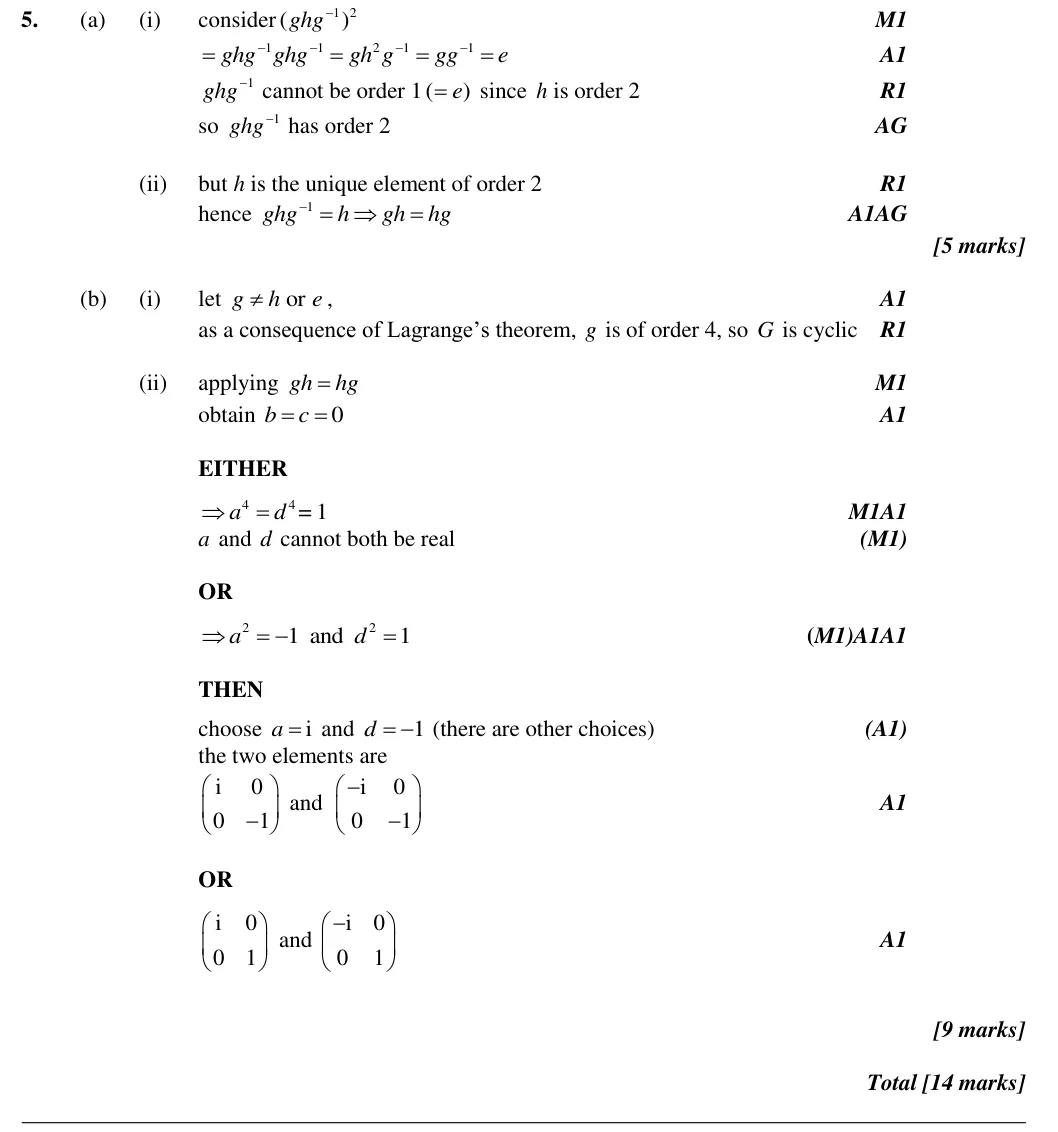 5. (a) (i) consider (ghg⁻¹)² M1
= ghg⁻¹ghg⁻¹ = gh²g⁻¹ = gg⁻¹ = e A1
ghg⁻¹ cannot be order 1 (= e) since h is order 2 R1
so ghg⁻¹ has order 2 AG
(ii) but h is the unique element of order 2 R1
hence ghg⁻¹ = h ⇒ gh = hg A1AG
[5 marks]
(b) (i) let g ≠ h or e , A1
as a consequence of Lagrange's theorem, g is of order 4, so G is cyclic R1
(ii) applying gh = hg M1
obtain b = c = 0 A1
EITHER
⇒ a⁴ = d⁴ = 1 M1A1
a and d cannot both be real (M1)
OR
⇒ a² = −1 and d² = 1 (M1)A1A1
THEN
choose a = i and d = −1 (there are other choices) (A1)
the two elements are
(i 0
0 −1) and (−i 0
0 −1) A1
OR
(i 0
0 1) and (−i 0
0 1) A1
[9 marks]
Total [14 marks]